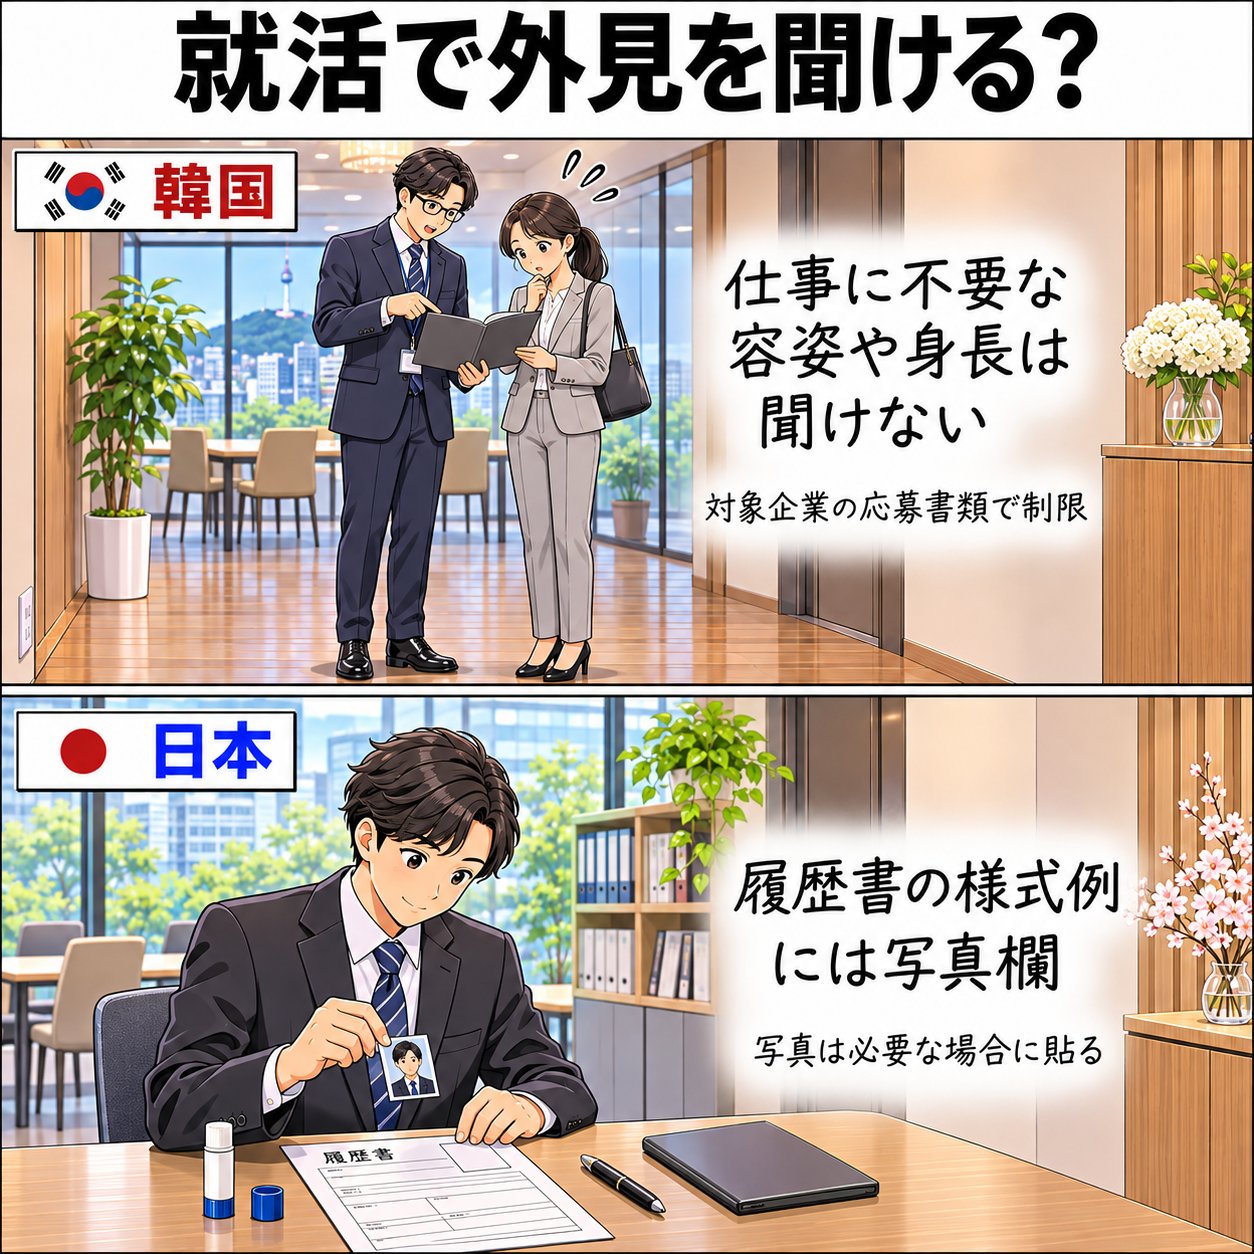 就活で外見を聞ける?
韓国
仕事に不要な
容姿や身長は
聞けない
対象企業の応募書類で制限
日本
履歴書の様式例
には写真欄
写真は必要な場合に貼る
履歴書